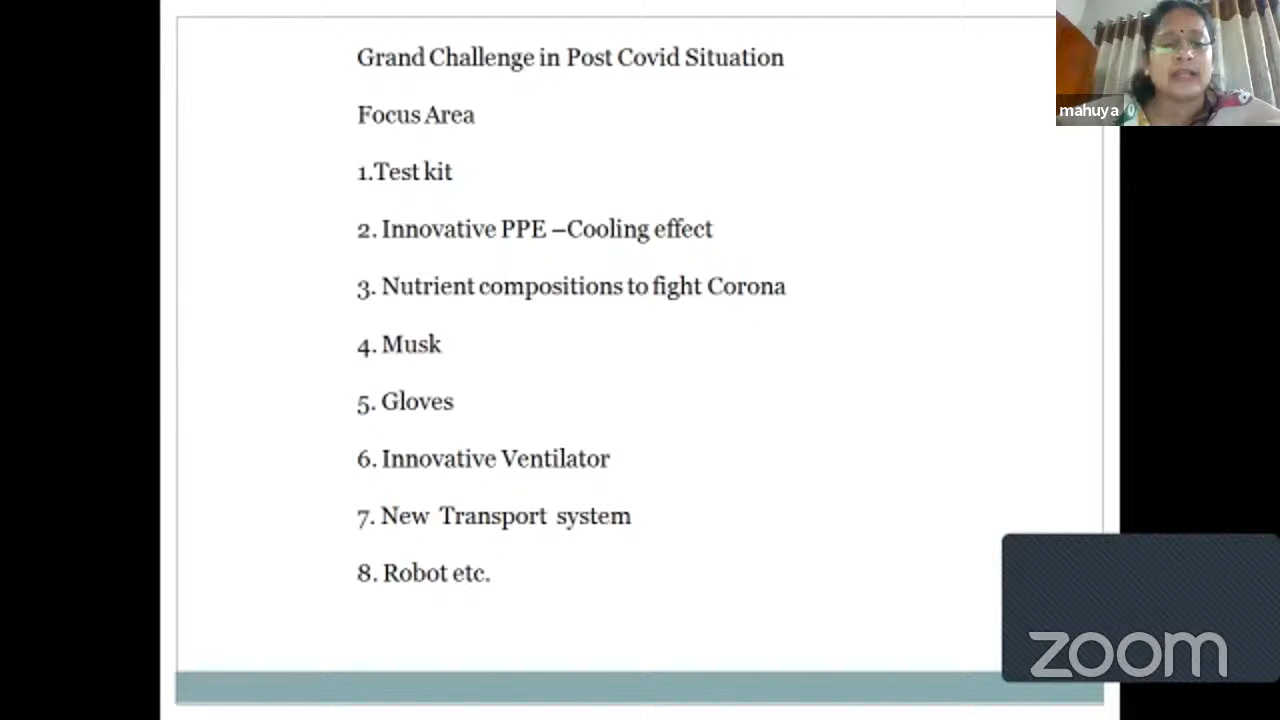 Grand Challenge in Post Covid Situation
Focus Area
1.Test kit
2. Innovative PPE –Cooling effect
3. Nutrient compositions to fight Corona
4. Musk
5. Gloves
6. Innovative Ventilator
7. New Transport system
8. Robot etc.
mahuya
zoom